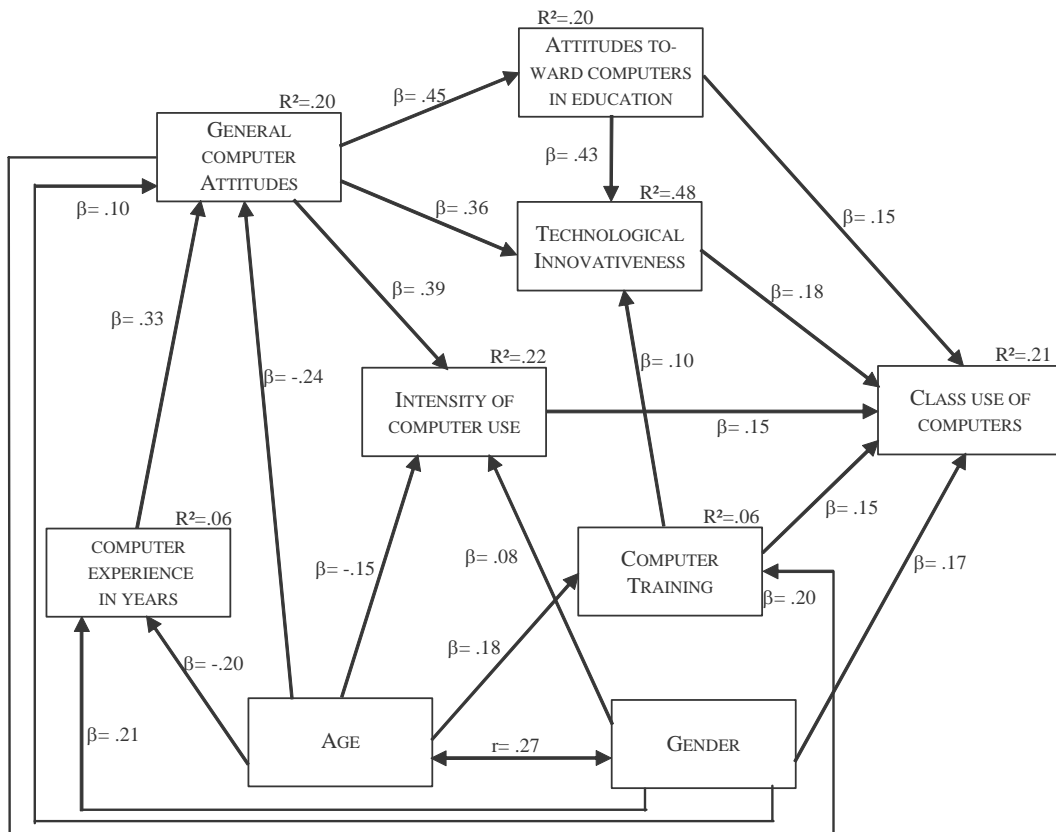 R²=.20
ATTITUDES TO-
WARD COMPUTERS
IN EDUCATION
R²=.20
GENERAL
COMPUTER
ATTITUDES
β= .45
β= .43
β= .10
β= .36
R²=.48
TECHNOLOGICAL
INNOVATIVENESS
β= .15
β= .39
β= .18
β= .33
β= -.24
R²=.22
INTENSITY OF
COMPUTER USE
β= .10
R²=.21
CLASS USE OF
COMPUTERS
β= .15
R²=.06
COMPUTER
EXPERIENCE
IN YEARS
β= -.15
β= .08
R²=.06
COMPUTER
TRAINING
β= .15
β= .20
β= .17
β= -.20
β= .18
β= .21
AGE
r= .27
GENDER